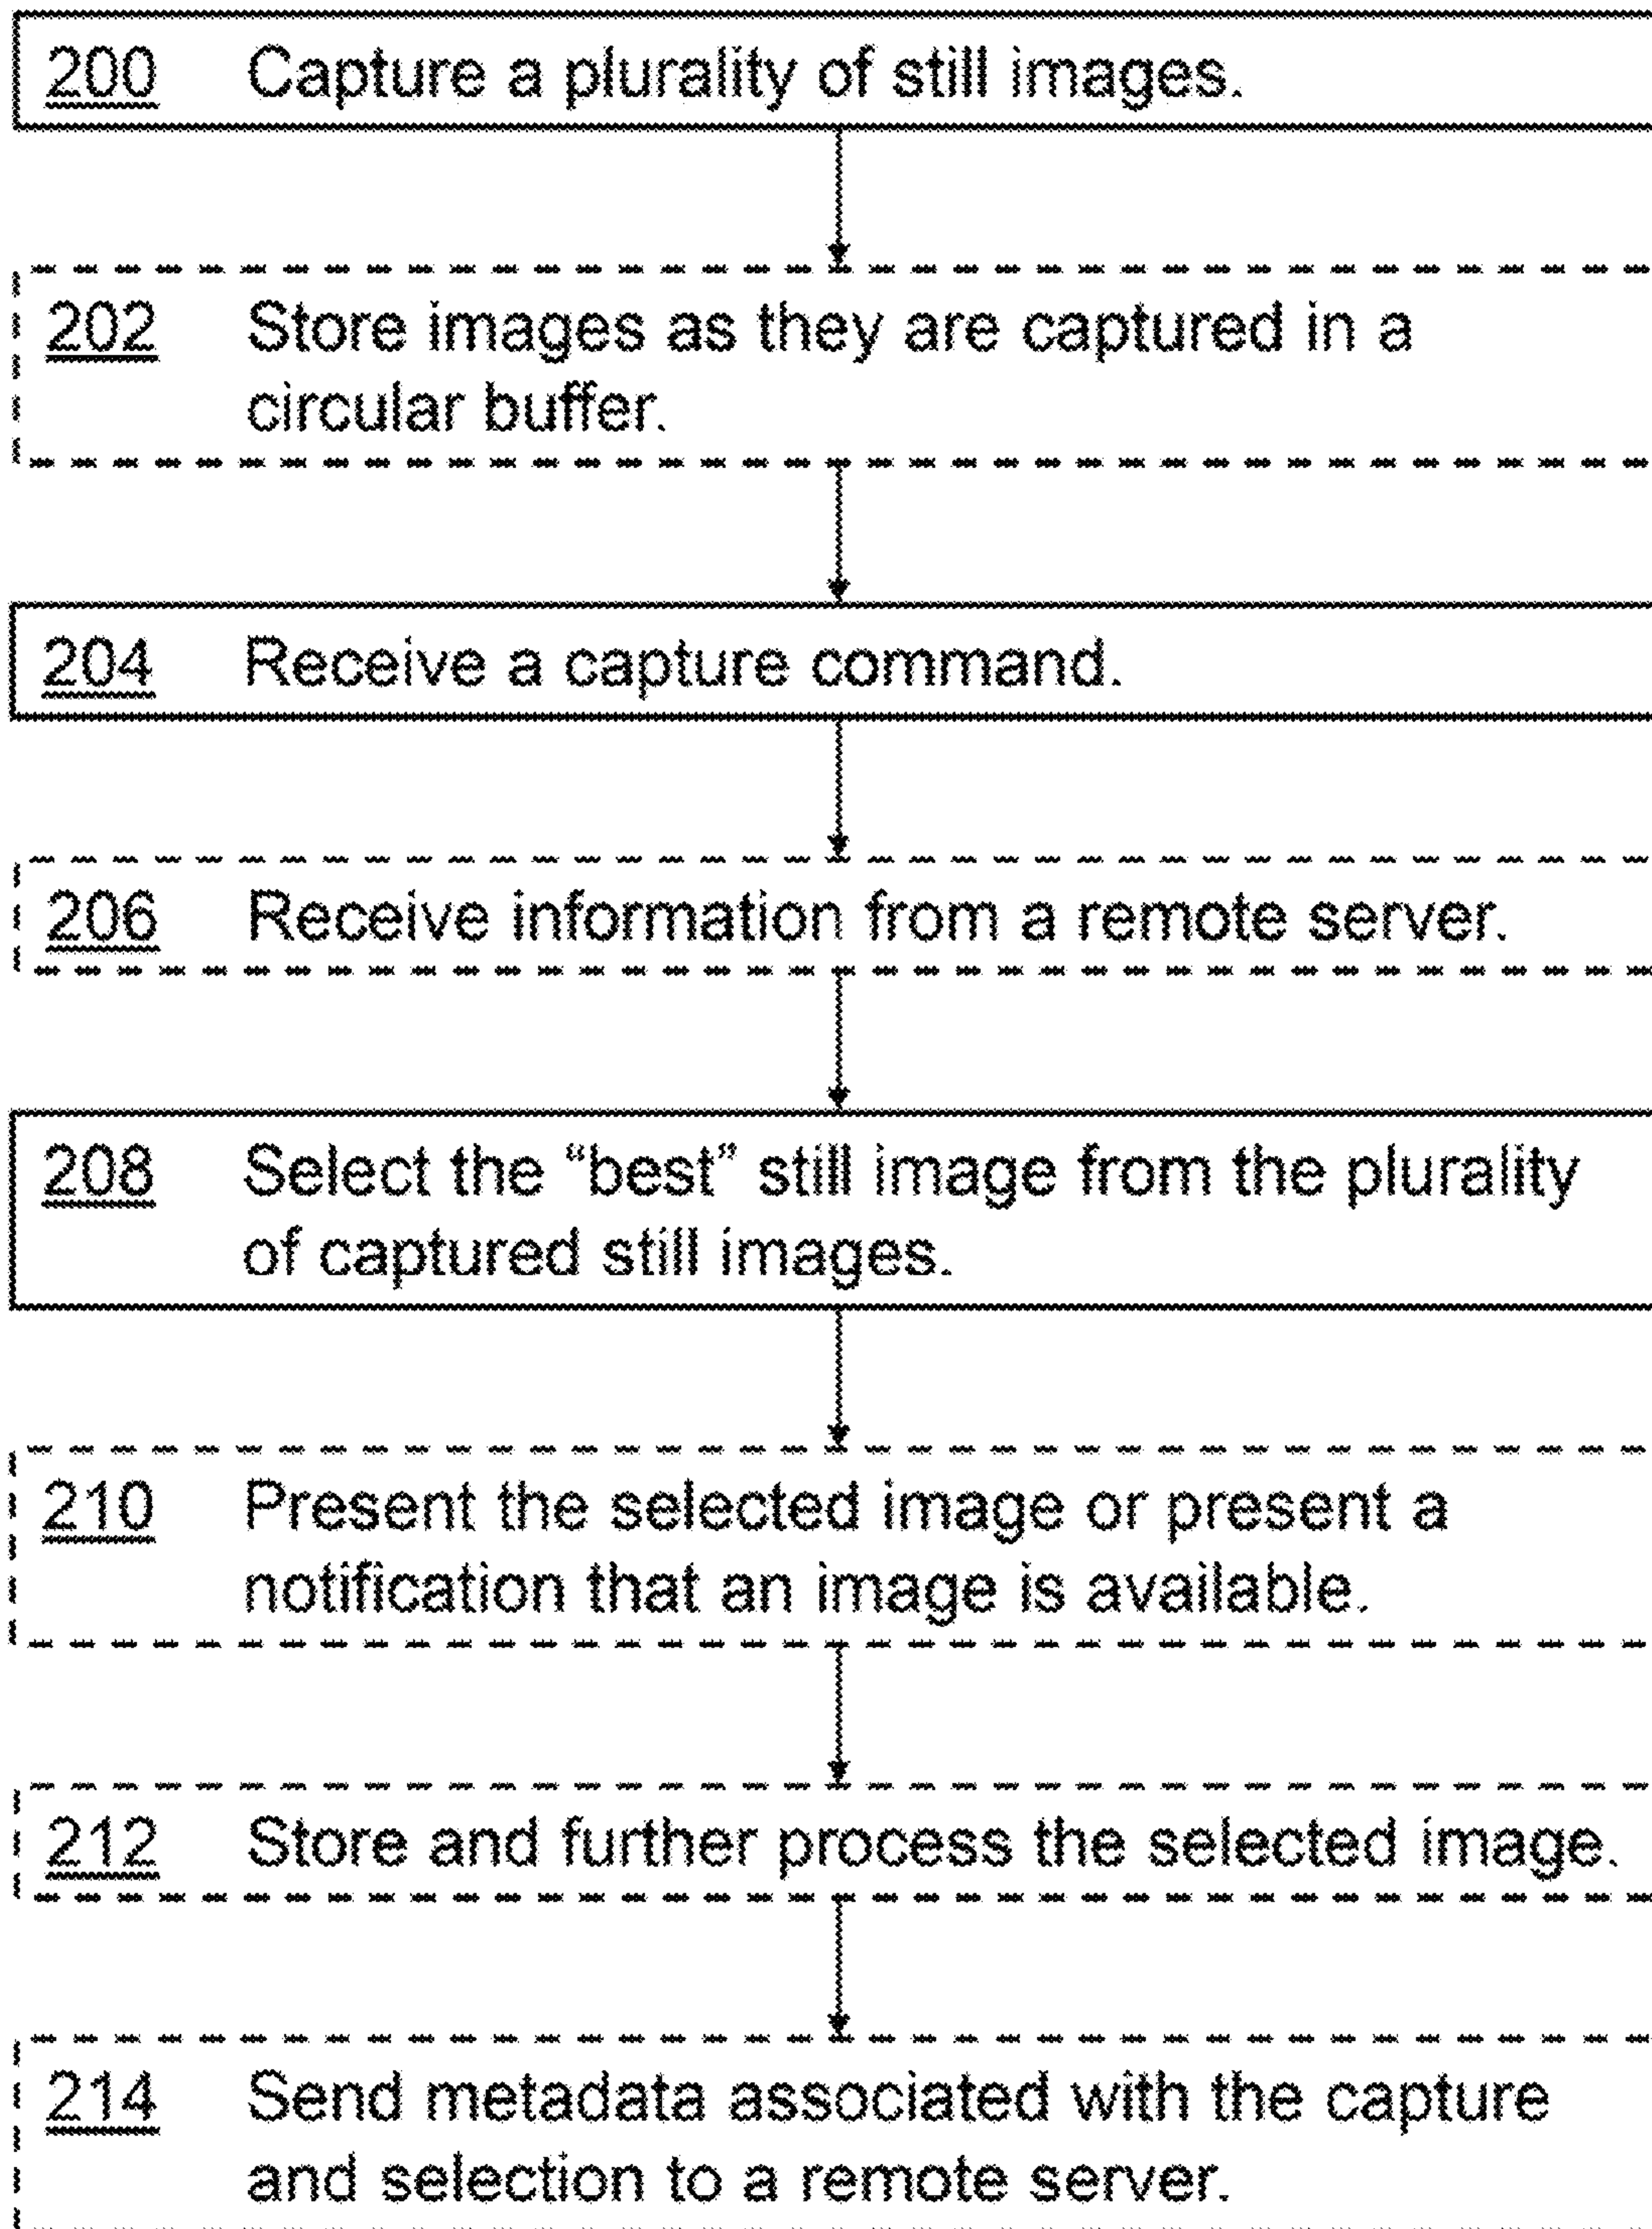 200 Capture a plurality of still images.
202 Store images as they are captured in a
circular buffer.
204 Receive a capture command.
206 Receive information from a remote server.
208 Select the “best” still image from the plurality
of captured still images.
210 Present the selected image or present a
notification that an image is available.
212 Store and further process the selected image.
214 Send metadata associated with the capture
and selection to a remote server.